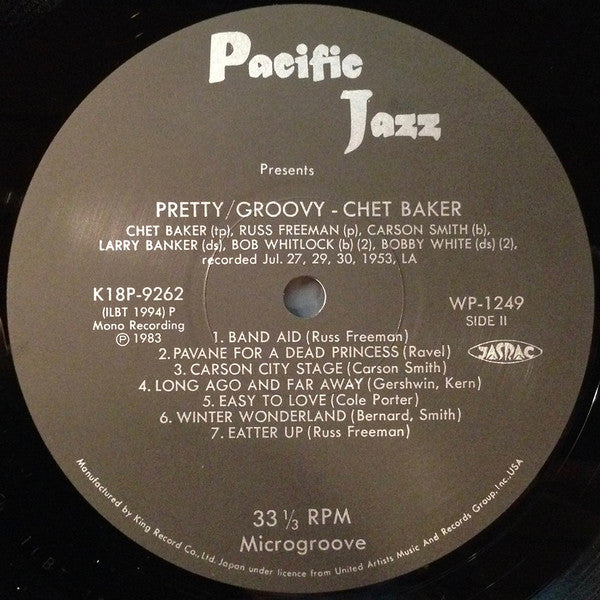 Pacific
Jazz
Presents
PRETTY/GROOVY - CHET BAKER
CHET BAKER (tp), RUSS FREEMAN (p), CARSON SMITH (b),
LARRY BANKER (ds), BOB WHITLOCK (b) (2), BOBBY WHITE (ds) (2),
recorded Jul. 27, 29, 30, 1953, LA
K18P-9262
(ILBT 1994) P
Mono Recording
Ⓟ 1983
WP-1249
SIDE II
JASRAC
1. BAND AID (Russ Freeman)
2. PAVANE FOR A DEAD PRINCESS (Ravel)
3. CARSON CITY STAGE (Carson Smith)
4. LONG AGO AND FAR AWAY (Gershwin, Kern)
5. EASY TO LOVE (Cole Porter)
6. WINTER WONDERLAND (Bernard, Smith)
7. EATTER UP (Russ Freeman)
33 1/3 RPM
Microgroove
Manufactured by King Record Co., Ltd. Japan under licence from United Artists Music And Records Group, Inc., USA